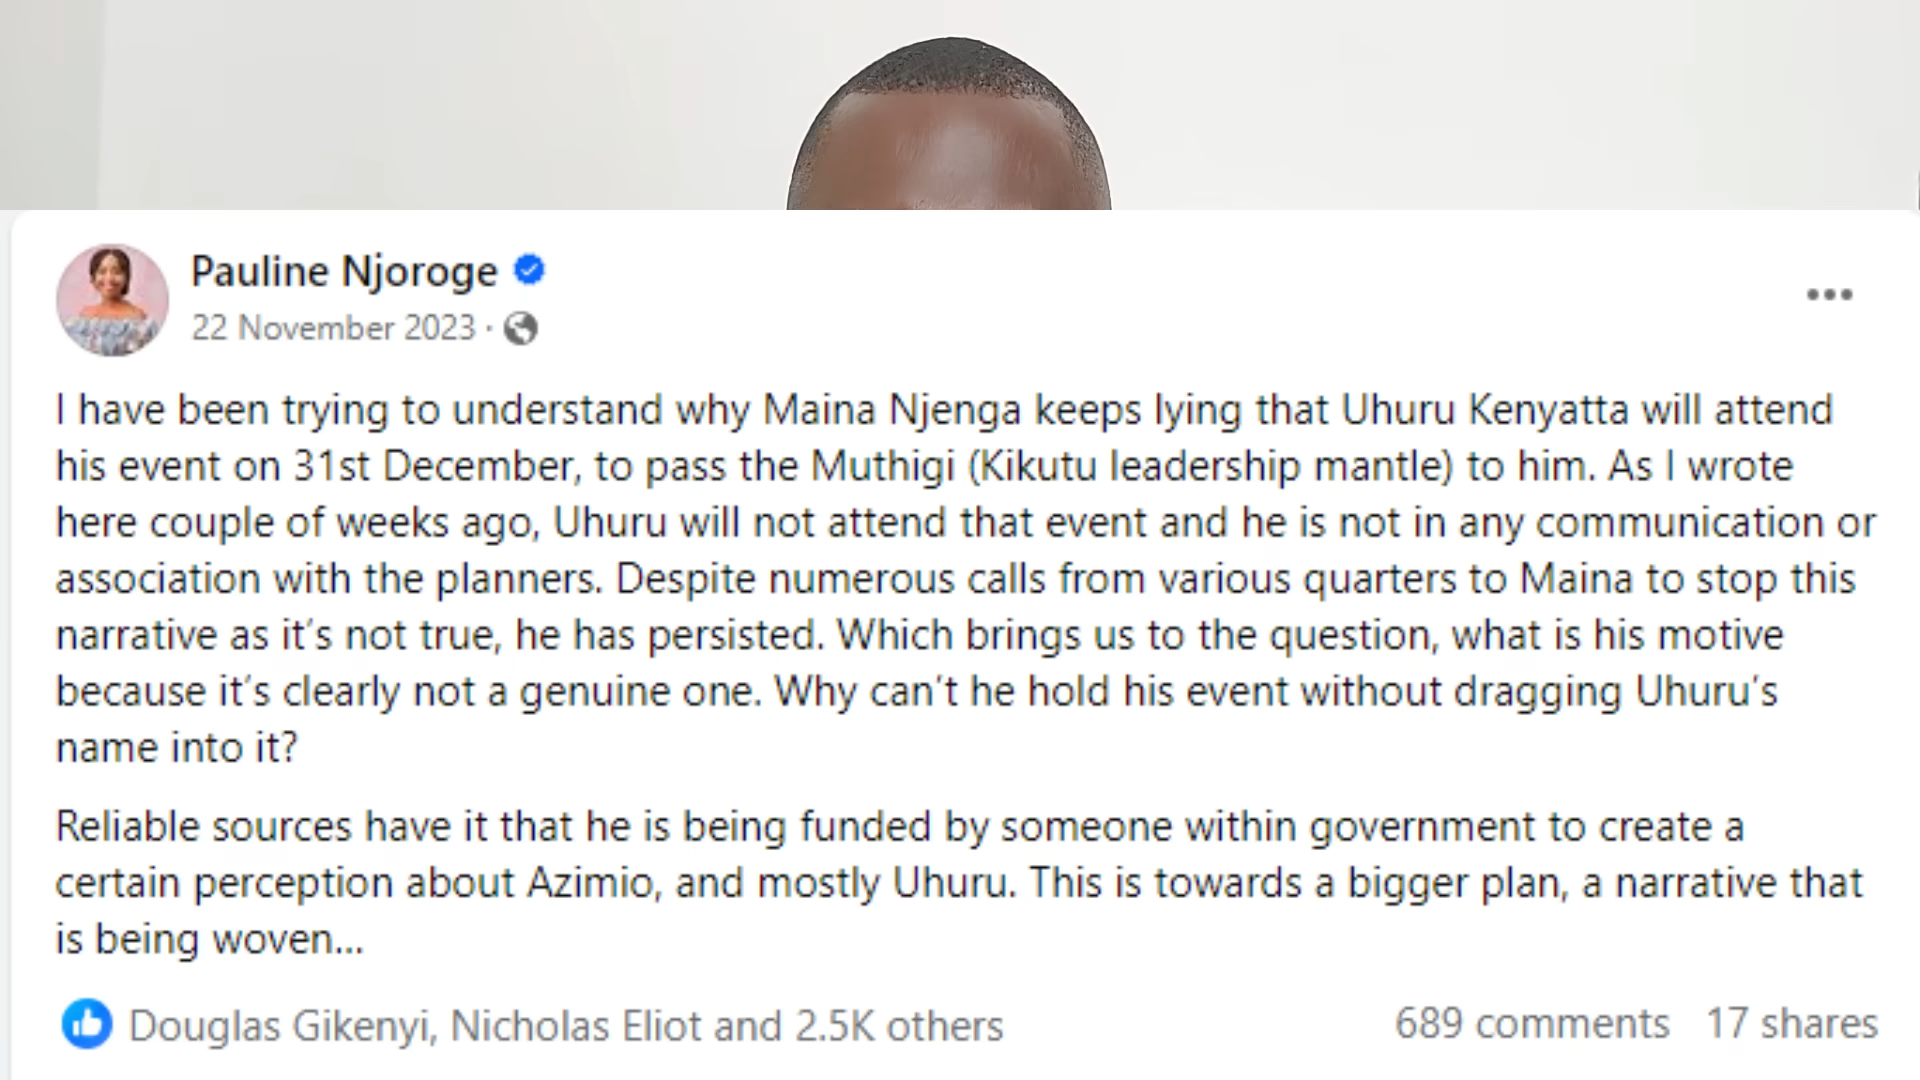 Pauline Njoroge
22 November 2023 ·
I have been trying to understand why Maina Njenga keeps lying that Uhuru Kenyatta will attend
his event on 31st December, to pass the Muthigi (Kikutu leadership mantle) to him. As I wrote
here couple of weeks ago, Uhuru will not attend that event and he is not in any communication or
association with the planners. Despite numerous calls from various quarters to Maina to stop this
narrative as it’s not true, he has persisted. Which brings us to the question, what is his motive
because it’s clearly not a genuine one. Why can’t he hold his event without dragging Uhuru’s
name into it?
Reliable sources have it that he is being funded by someone within government to create a
certain perception about Azimio, and mostly Uhuru. This is towards a bigger plan, a narrative that
is being woven...
Douglas Gikenyi, Nicholas Eliot and 2.5K others 689 comments 17 shares